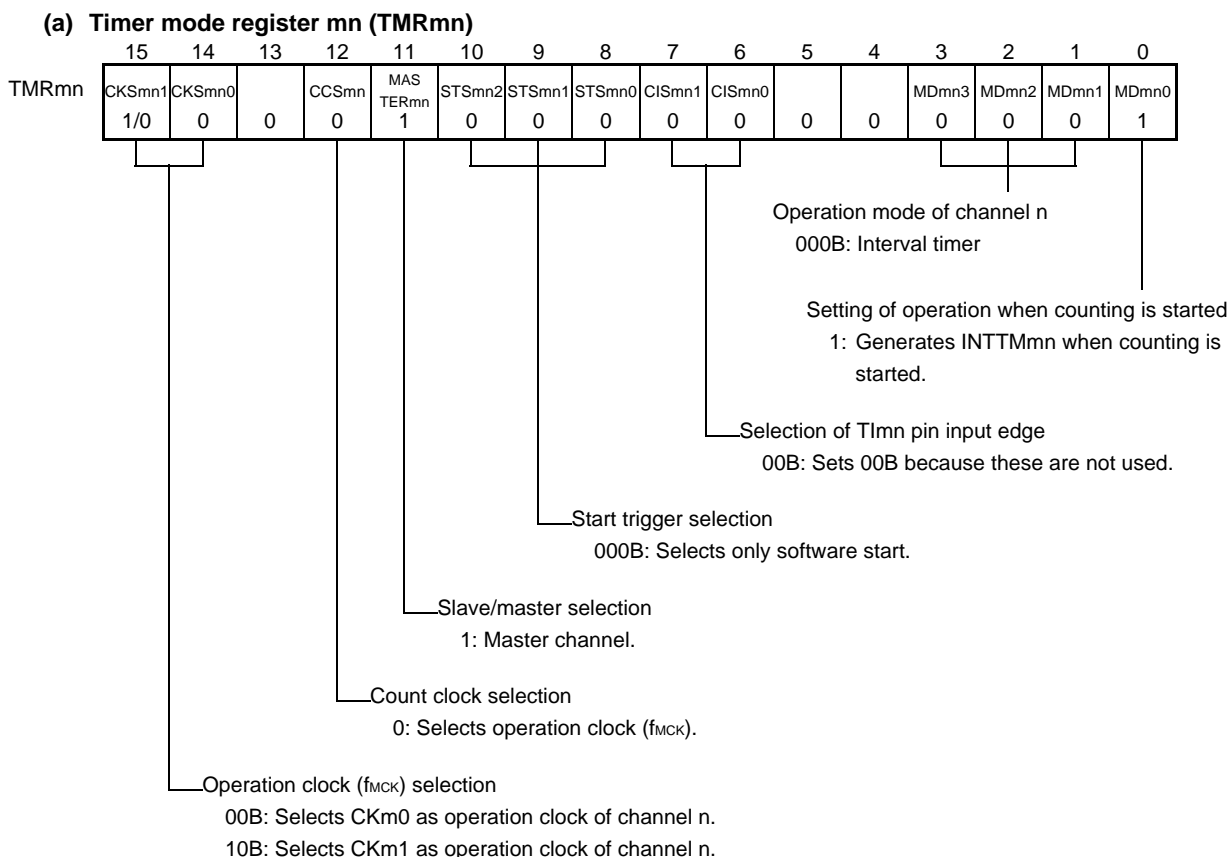 (a) Timer mode register mn (TMRmn)
15 14 13 12 11 10 9 8 7 6 5 4 3 2 1 0
TMRmn CKSmn1 CKSmn0 CCSmn MAS TERmn STSmn2 STSmn1 STSmn0 CISmn1 CISmn0 MDmn3 MDmn2 MDmn1 MDmn0
1/0 0 0 0 1 0 0 0 0 0 0 0 0 0 0 1
Operation mode of channel n
000B: Interval timer
Setting of operation when counting is started
1: Generates INTTMmn when counting is
started.
Selection of TImn pin input edge
00B: Sets 00B because these are not used.
Start trigger selection
000B: Selects only software start.
Slave/master selection
1: Master channel.
Count clock selection
0: Selects operation clock (fMCK).
Operation clock (fMCK) selection
00B: Selects CKm0 as operation clock of channel n.
10B: Selects CKm1 as operation clock of channel n.